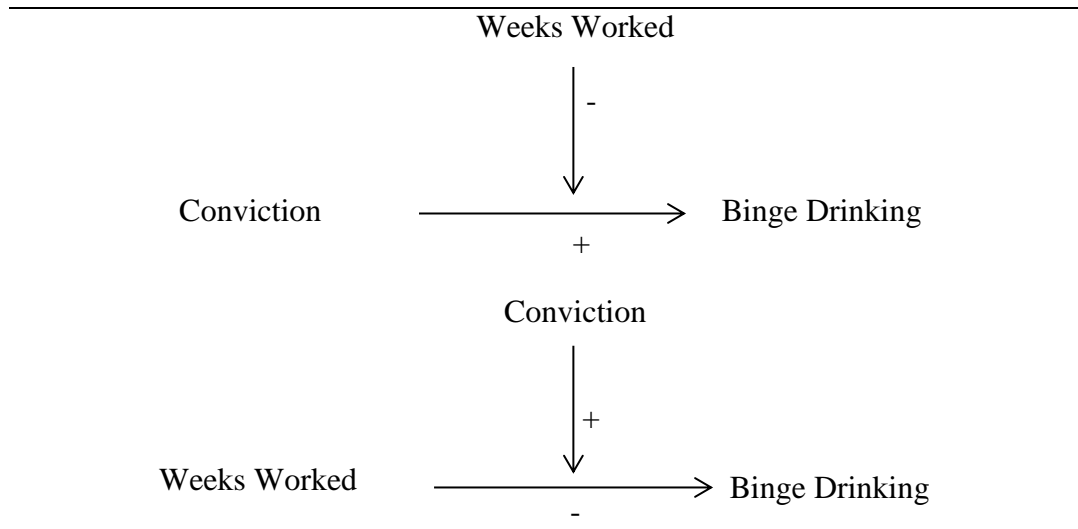 Weeks Worked
-
Conviction Binge Drinking
+
Conviction
+
Weeks Worked Binge Drinking
-